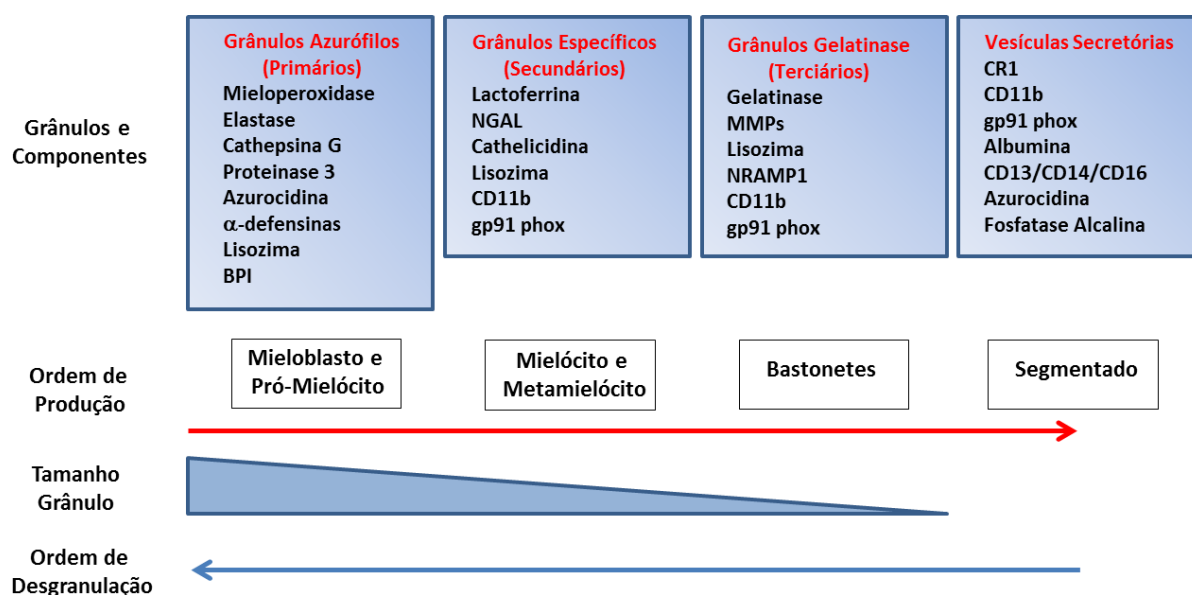 Grânulos e
Componentes
Grânulos Azurófilos
(Primários)
Mieloperoxidase
Elastase
Cathepsina G
Proteinase 3
Azurocidina
α-defensinas
Lisozima
BPI
Grânulos Específicos
(Secundários)
Lactoferrina
NGAL
Cathelicidina
Lisozima
CD11b
gp91 phox
Grânulos Gelatinase
(Terciários)
Gelatinase
MMPs
Lisozima
NRAMP1
CD11b
gp91 phox
Vesículas Secretórias
CR1
CD11b
gp91 phox
Albumina
CD13/CD14/CD16
Azurocidina
Fosfatase Alcalina
Ordem de
Produção
Mieloblasto e
Pró-Mielócito
Mielócito e
Metamielócito
Bastonetes
Segmentado
Tamanho
Grânulo
Ordem de
Desgranulação